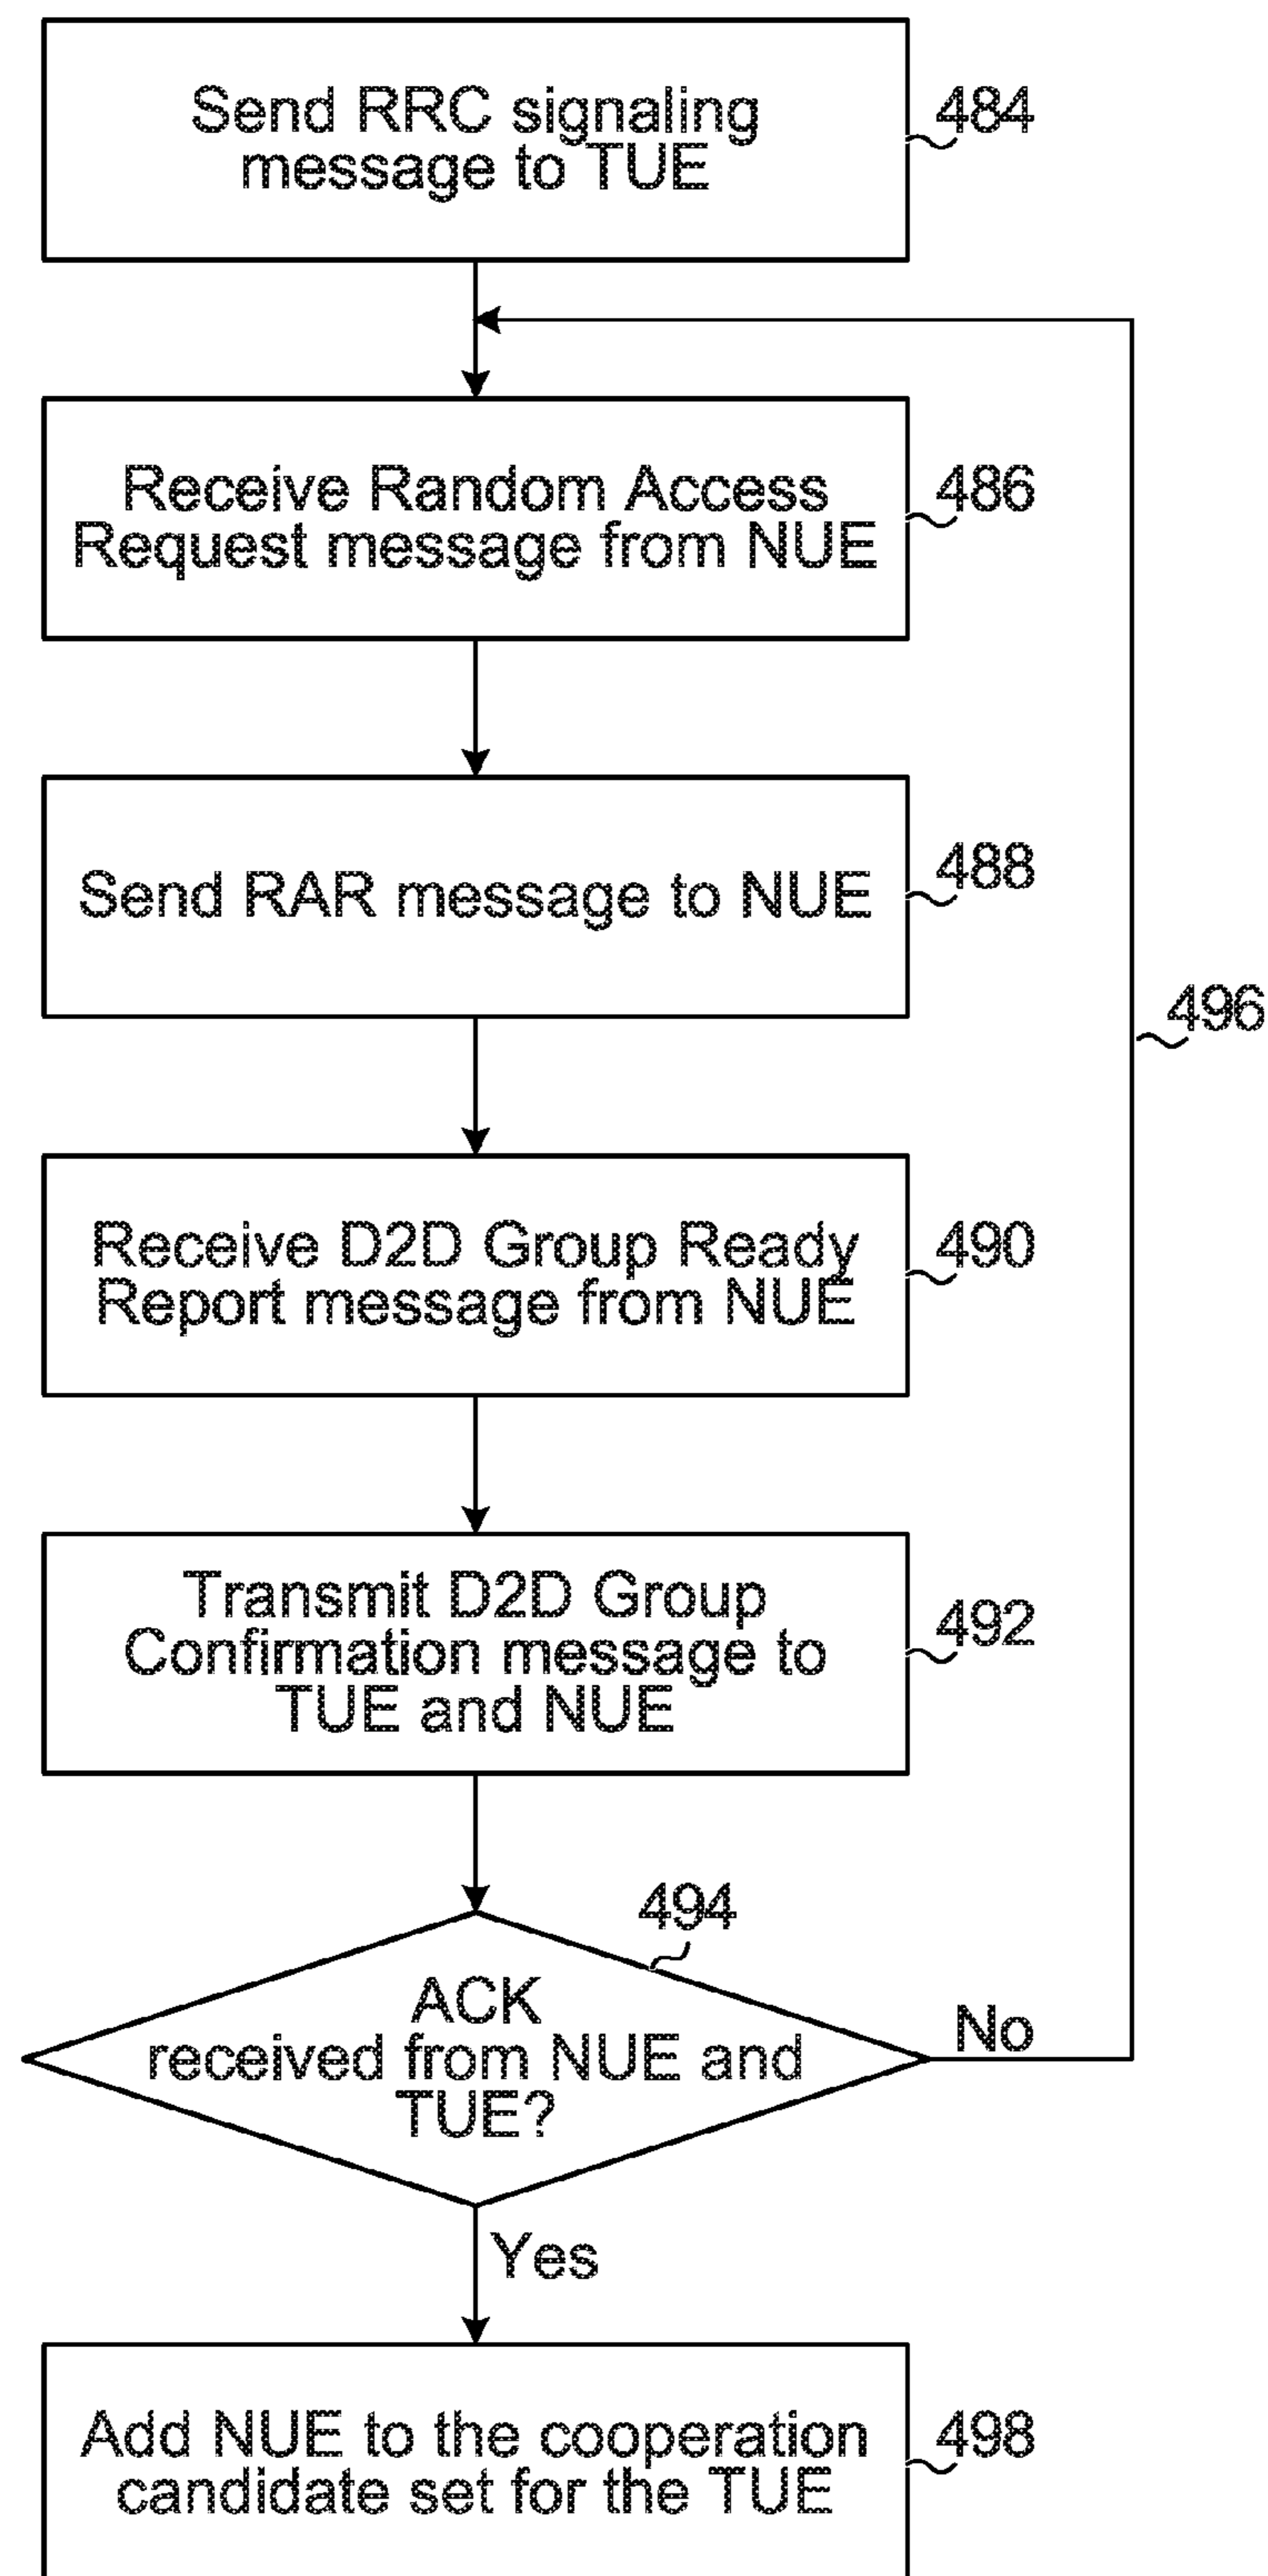 Send RRC signaling
message to TUE
484
Receive Random Access
Request message from NUE
486
Send RAR message to NUE
488
496
Receive D2D Group Ready
Report message from NUE
490
Transmit D2D Group
Confirmation message to
TUE and NUE
492
494
ACK
received from NUE and
TUE?
No
Yes
Add NUE to the cooperation
candidate set for the TUE
498